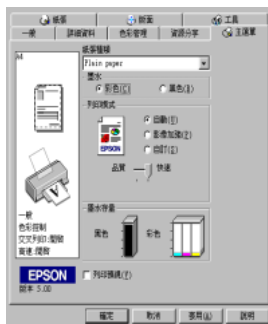 紙張 版面 工具
一般 詳細資料 色彩管理 資源分享 主選單
A4
紙張種類
Plain paper
墨水
彩色(C) 黑色(L)
列印模式
自動(I)
影像加強(P)
自訂(U)
EPSON
品質 快速
一般
色彩控制
交叉列印:開啟
高速:開啟
墨水存量
黑色 彩色
EPSON
版本 5.00
列印預視(V)
確定 取消 套用(A) 說明